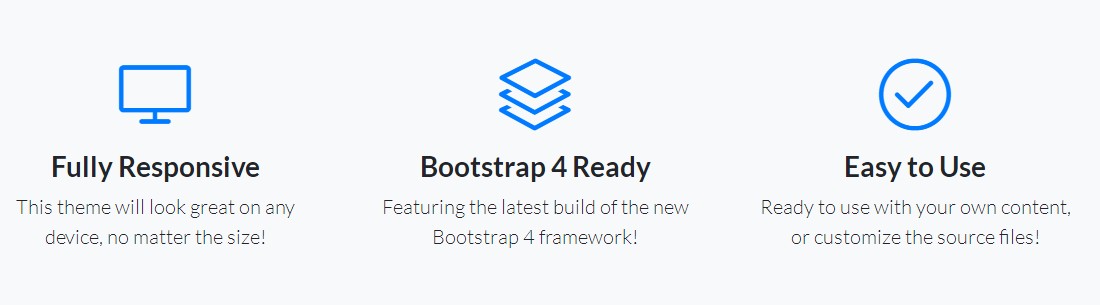 Fully Responsive
This theme will look great on any
device, no matter the size!
Bootstrap 4 Ready
Featuring the latest build of the new
Bootstrap 4 framework!
Easy to Use
Ready to use with your own content,
or customize the source files!